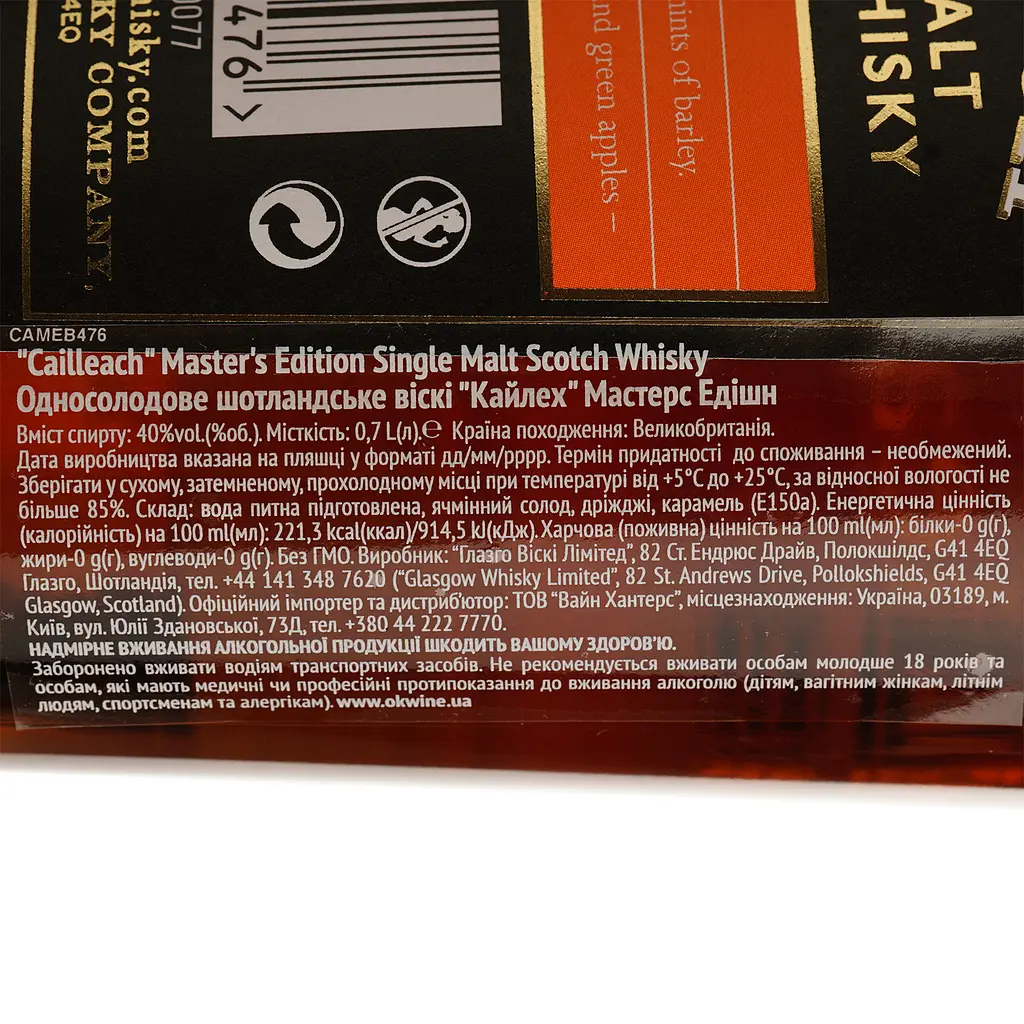 0077
476 >
hisky.com
KY COMPANY,
4EQ
hints of barley.
nd green apples –
ALT
HISKY
CAMEB476
"Cailleach" Master's Edition Single Malt Scotch Whisky
Односолодове шотландське віскі "Кайлех" Мастерс Едішн
Вміст спирту: 40%vol.(%об.). Місткість: 0,7 L(л).℮ Країна походження: Великобританія.
Дата виробництва вказана на пляшці у форматі дд/мм/рррр. Термін придатності до споживання – необмежений.
Зберігати у сухому, затемненому, прохолодному місці при температурі від +5°C до +25°C, за відносної вологості не
більше 85%. Склад: вода питна підготовлена, ячмінний солод, дріжджі, карамель (E150a). Енергетична цінність
(калорійність) на 100 ml(мл): 221,3 kcal(ккал)/914,5 kJ(кДж). Харчова (поживна) цінність на 100 ml(мл): білки-0 g(г),
жири-0 g(г), вуглеводи-0 g(г). Без ГМО. Виробник: "Глазго Віскі Лімітед", 82 Ст. Ендрюс Драйв, Полокшілдс, G41 4EQ
Глазго, Шотландія, тел. +44 141 348 7620 ("Glasgow Whisky Limited", 82 St. Andrews Drive, Pollokshields, G41 4EQ
Glasgow, Scotland). Офіційний імпортер та дистриб'ютор: ТОВ "Вайн Хантерс", місцезнаходження: Україна, 03189, м.
Київ, вул. Юлії Здановської, 73Д, тел. +380 44 222 7770.
НАДМІРНЕ ВЖИВАННЯ АЛКОГОЛЬНОЇ ПРОДУКЦІЇ ШКОДИТЬ ВАШОМУ ЗДОРОВ'Ю.
Заборонено вживати водіям транспортних засобів. Не рекомендується вживати особам молодше 18 років та
особам, які мають медичні чи професійні протипоказання до вживання алкоголю (дітям, вагітним жінкам, літнім
людям, спортсменам та алергікам). www.okwine.ua